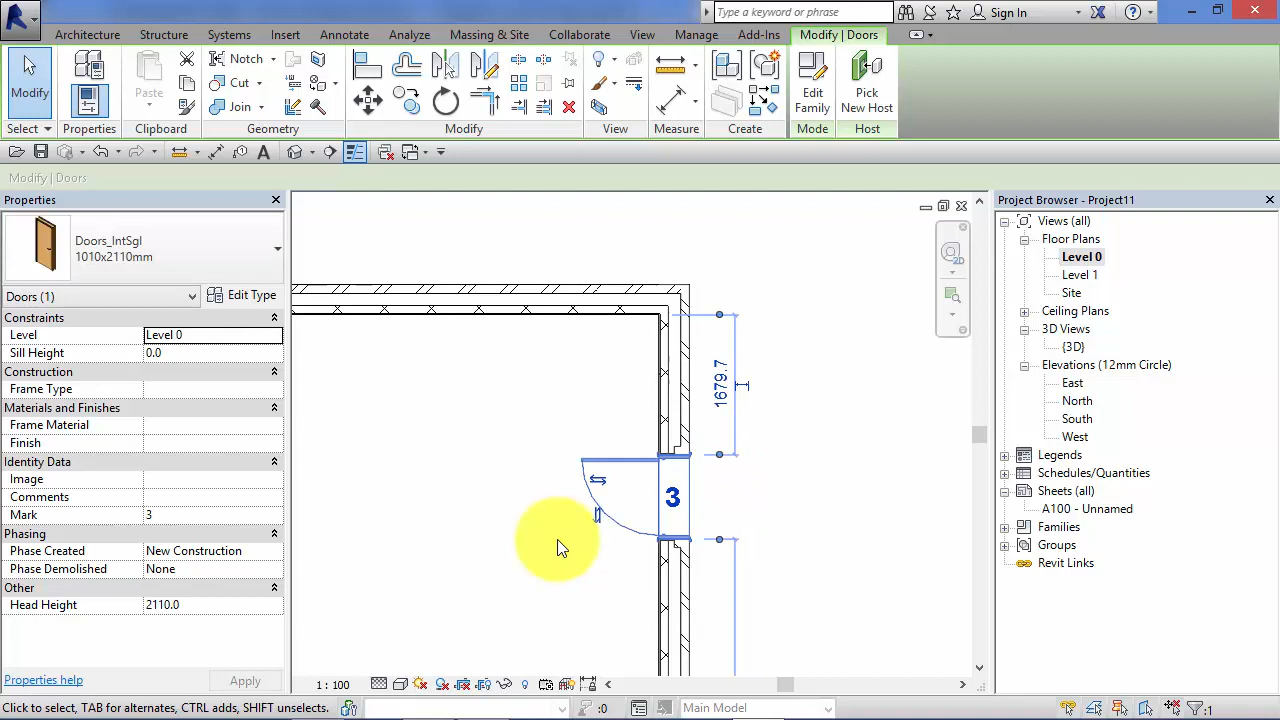 Type a keyword or phrase
Sign In
Architecture Structure Systems Insert Annotate Analyze Massing & Site Collaborate View Manage Add-Ins Modify | Doors
Modify
Paste
Notch
Cut
Join
Edit Family
Pick New Host
Select Properties Clipboard Geometry Modify View Measure Create Mode Host
A
Modify | Doors
Properties
Doors_IntSgl
1010x2110mm
Doors (1) Edit Type
Constraints
Level Level 0
Sill Height 0.0
Construction
Frame Type
Materials and Finishes
Frame Material
Finish
Identity Data
Image
Comments
Mark 3
Phasing
Phase Created New Construction
Phase Demolished None
Other
Head Height 2110.0
Properties help Apply
2D
1679.7
3
1 : 100
Project Browser - Project11
Views (all)
Floor Plans
Level 0
Level 1
Site
Ceiling Plans
3D Views
{3D}
Elevations (12mm Circle)
East
North
South
West
Legends
Schedules/Quantities
Sheets (all)
A100 - Unnamed
Families
Groups
Revit Links
Click to select, TAB for alternates, CTRL adds, SHIFT unselects. :0 Main Model :1